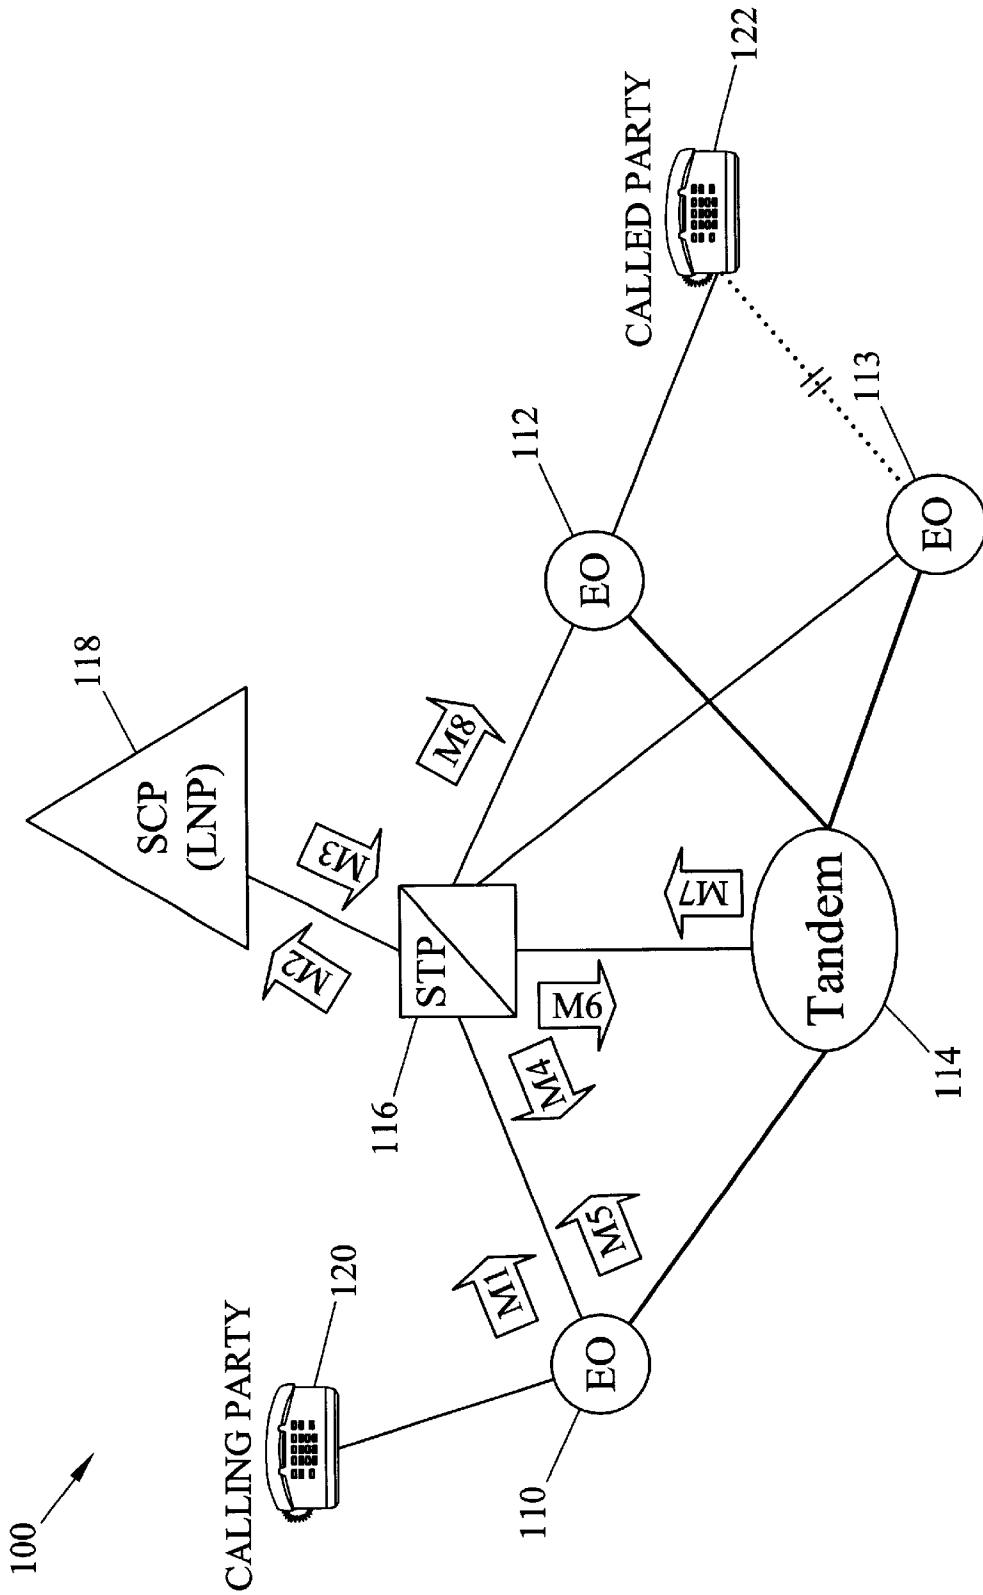 100
CALLING PARTY
120
EO
110
M1
M5
M4
M6
STP
116
M2
M3
SCP
(LNP)
118
M8
M7
Tandem
114
EO
112
EO
113
CALLED PARTY
122